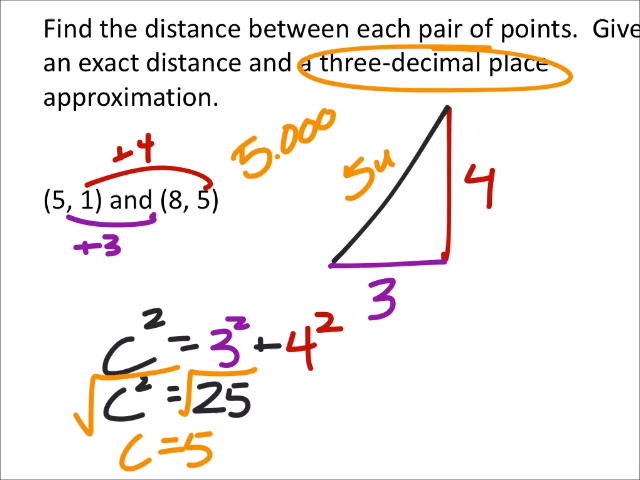 Find the distance between each pair of points. Give
an exact distance and a three-decimal place
approximation.
+4
5.000
(5, 1) and (8, 5)
+3
5u
4
3
c² = 3² + 4²
√c² = √25
c = 5